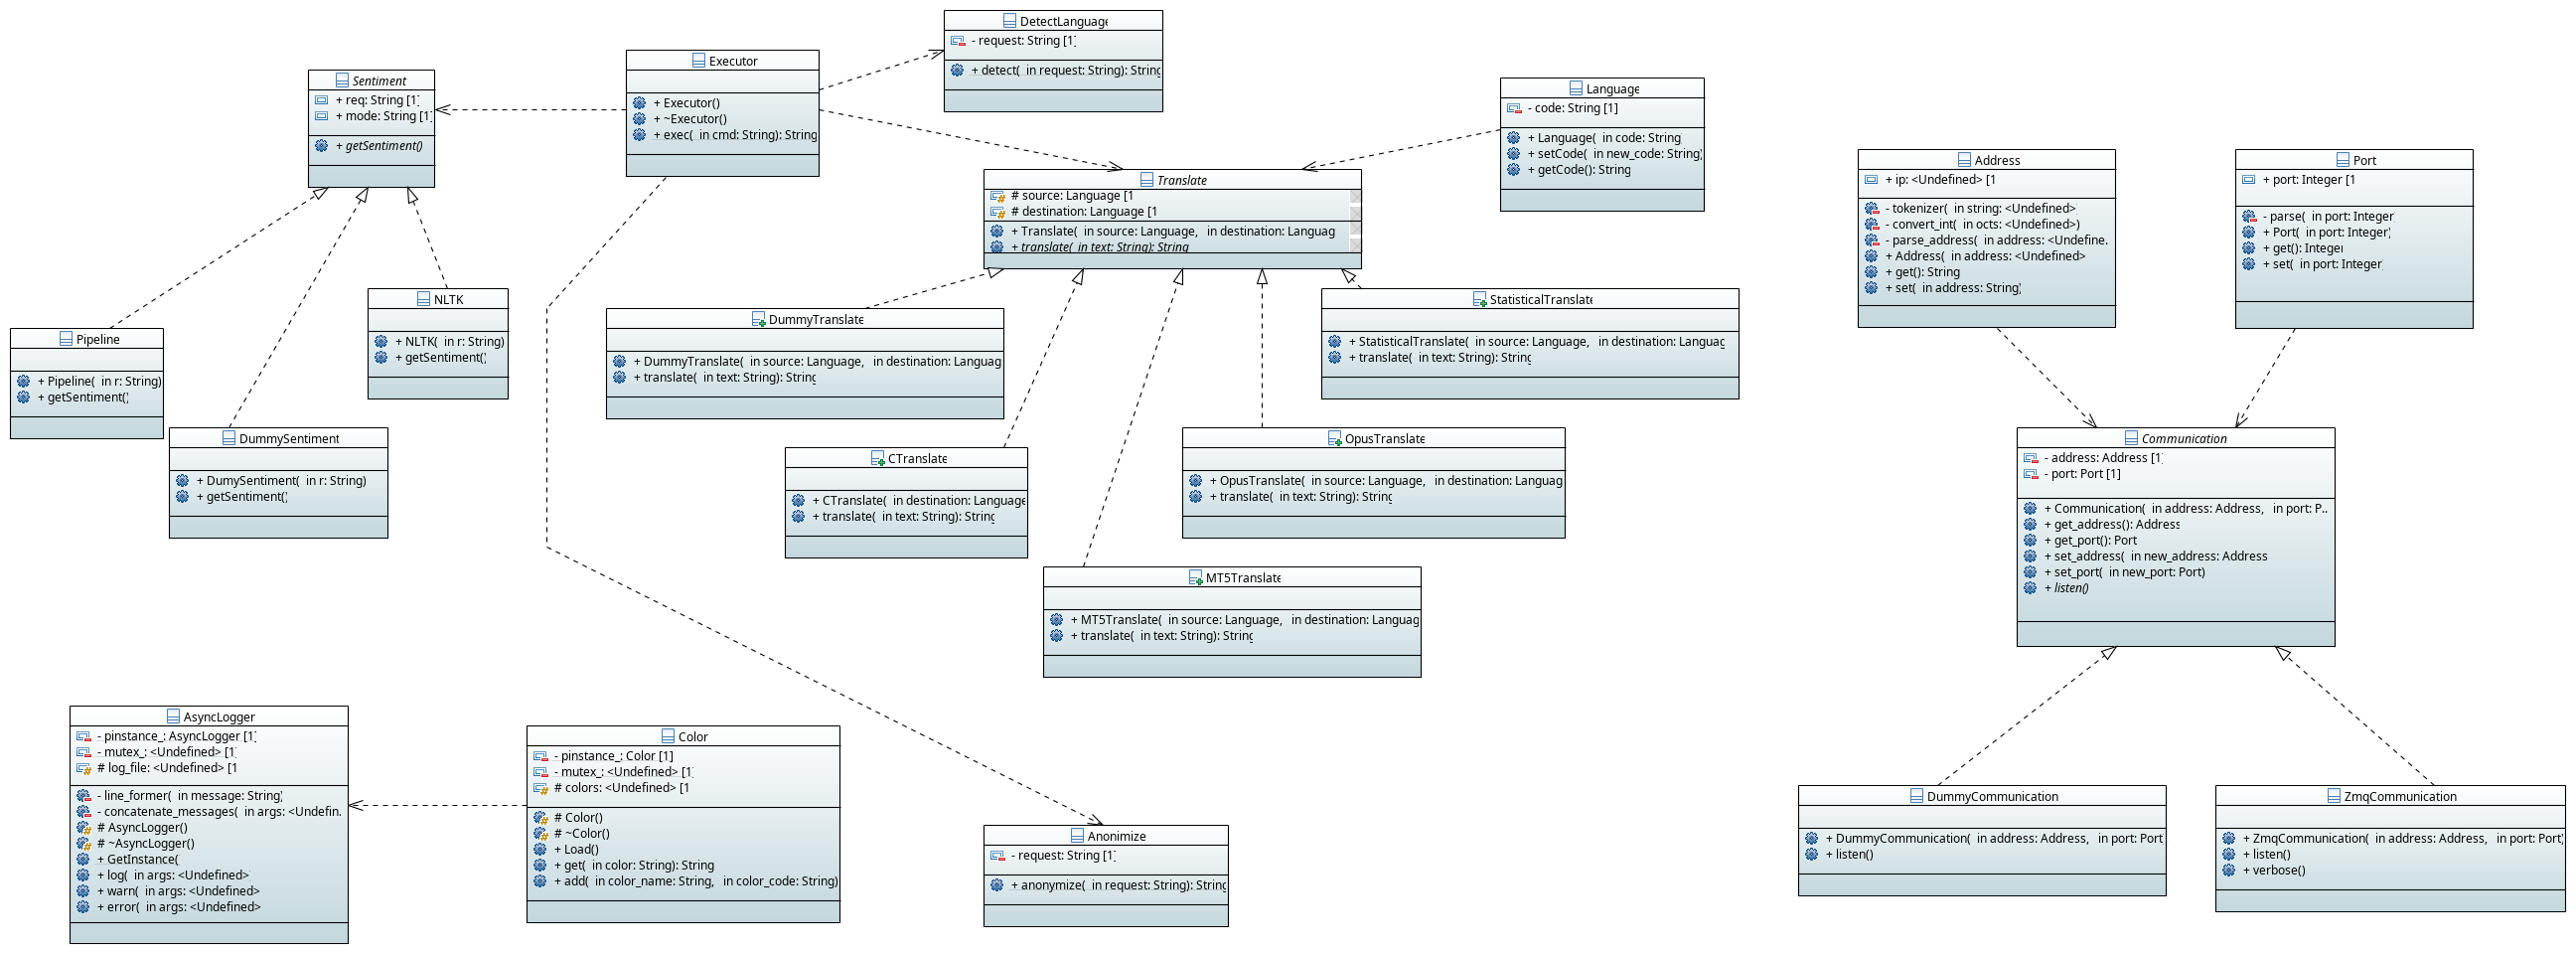 DetectLanguage
- request: String [1]
+ detect(  in request: String): String
Executor
+ Executor()
+ ~Executor()
+ exec(  in cmd: String): String
Sentiment
+ req: String [1]
+ mode: String [1]
+ getSentiment()
Language
- code: String [1]
+ Language(  in code: String
+ setCode(  in new_code: String)
+ getCode(): String
Translate
# source: Language [1
# destination: Language [1
+ Translate(  in source: Language,   in destination: Languag
+ translate(  in text: String): String
Address
+ ip: <Undefined> [1
- tokenizer(  in string: <Undefined>
- convert_int(  in octs: <Undefined>)
- parse_address(  in address: <Undefine..
+ Address(  in address: <Undefined>
+ get(): String
+ set(  in address: String)
Port
+ port: Integer [1
- parse(  in port: Integer)
+ Port(  in port: Integer)
+ get(): Integer
+ set(  in port: Integer)
NLTK
+ NLTK(  in r: String)
+ getSentiment()
Pipeline
+ Pipeline(  in r: String)
+ getSentiment()
DummySentiment
+ DumySentiment(  in r: String)
+ getSentiment()
DummyTranslate
+ DummyTranslate(  in source: Language,   in destination: Languag
+ translate(  in text: String): String
StatisticalTranslate
+ StatisticalTranslate(  in source: Language,   in destination: Languag
+ translate(  in text: String): String
CTranslate
+ CTranslate(  in destination: Language
+ translate(  in text: String): String
OpusTranslate
+ OpusTranslate(  in source: Language,   in destination: Languag
+ translate(  in text: String): String
MT5Translate
+ MT5Translate(  in source: Language,   in destination: Languag
+ translate(  in text: String): String
Communication
- address: Address [1]
- port: Port [1]
+ Communication(  in address: Address,   in port: P..
+ get_address(): Address
+ get_port(): Port
+ set_address(  in new_address: Address
+ set_port(  in new_port: Port)
+ listen()
AsyncLogger
- pinstance_: AsyncLogger [1]
- mutex_: <Undefined> [1]
# log_file: <Undefined> [1
- line_former(  in message: String)
- concatenate_messages(  in args: <Undefin..
# AsyncLogger()
# ~AsyncLogger()
+ GetInstance(
+ log(  in args: <Undefined>
+ warn(  in args: <Undefined>
+ error(  in args: <Undefined>
Color
- pinstance_: Color [1]
- mutex_: <Undefined> [1]
# colors: <Undefined> [1
# Color()
# ~Color()
+ Load()
+ get(  in color: String): String
+ add(  in color_name: String,   in color_code: String)
Anonimize
- request: String [1]
+ anonymize(  in request: String): String
DummyCommunication
+ DummyCommunication(  in address: Address,   in port: Port
+ listen()
ZmqCommunication
+ ZmqCommunication(  in address: Address,   in port: Port)
+ listen()
+ verbose()